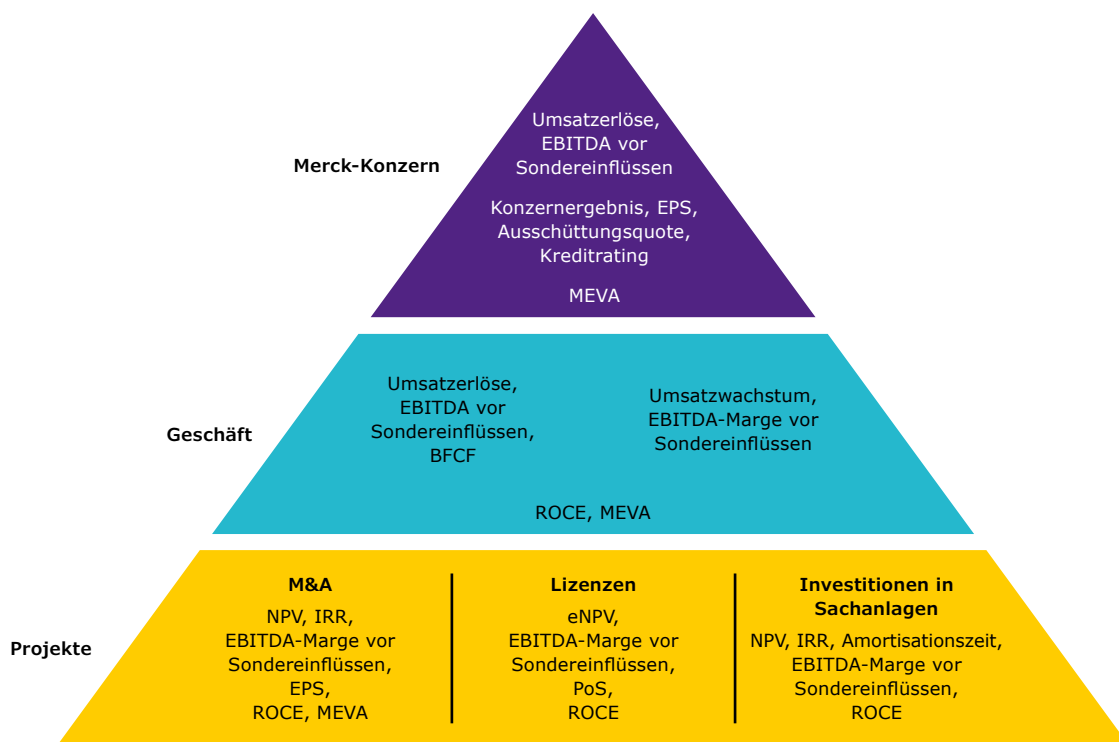 Merck-Konzern
Umsatzerlöse,
EBITDA vor
Sondereinflüssen
Konzernergebnis, EPS,
Ausschüttungsquote,
Kreditrating
MEVA
Geschäft
Umsatzerlöse,
EBITDA vor
Sondereinflüssen,
BFCF
Umsatzwachstum,
EBITDA-Marge vor
Sondereinflüssen
ROCE, MEVA
Projekte
M&A
NPV, IRR,
EBITDA-Marge vor
Sondereinflüssen,
EPS,
ROCE, MEVA
Lizenzen
eNPV,
EBITDA-Marge vor
Sondereinflüssen,
PoS,
ROCE
Investitionen in
Sachanlagen
NPV, IRR, Amortisationszeit,
EBITDA-Marge vor
Sondereinflüssen,
ROCE